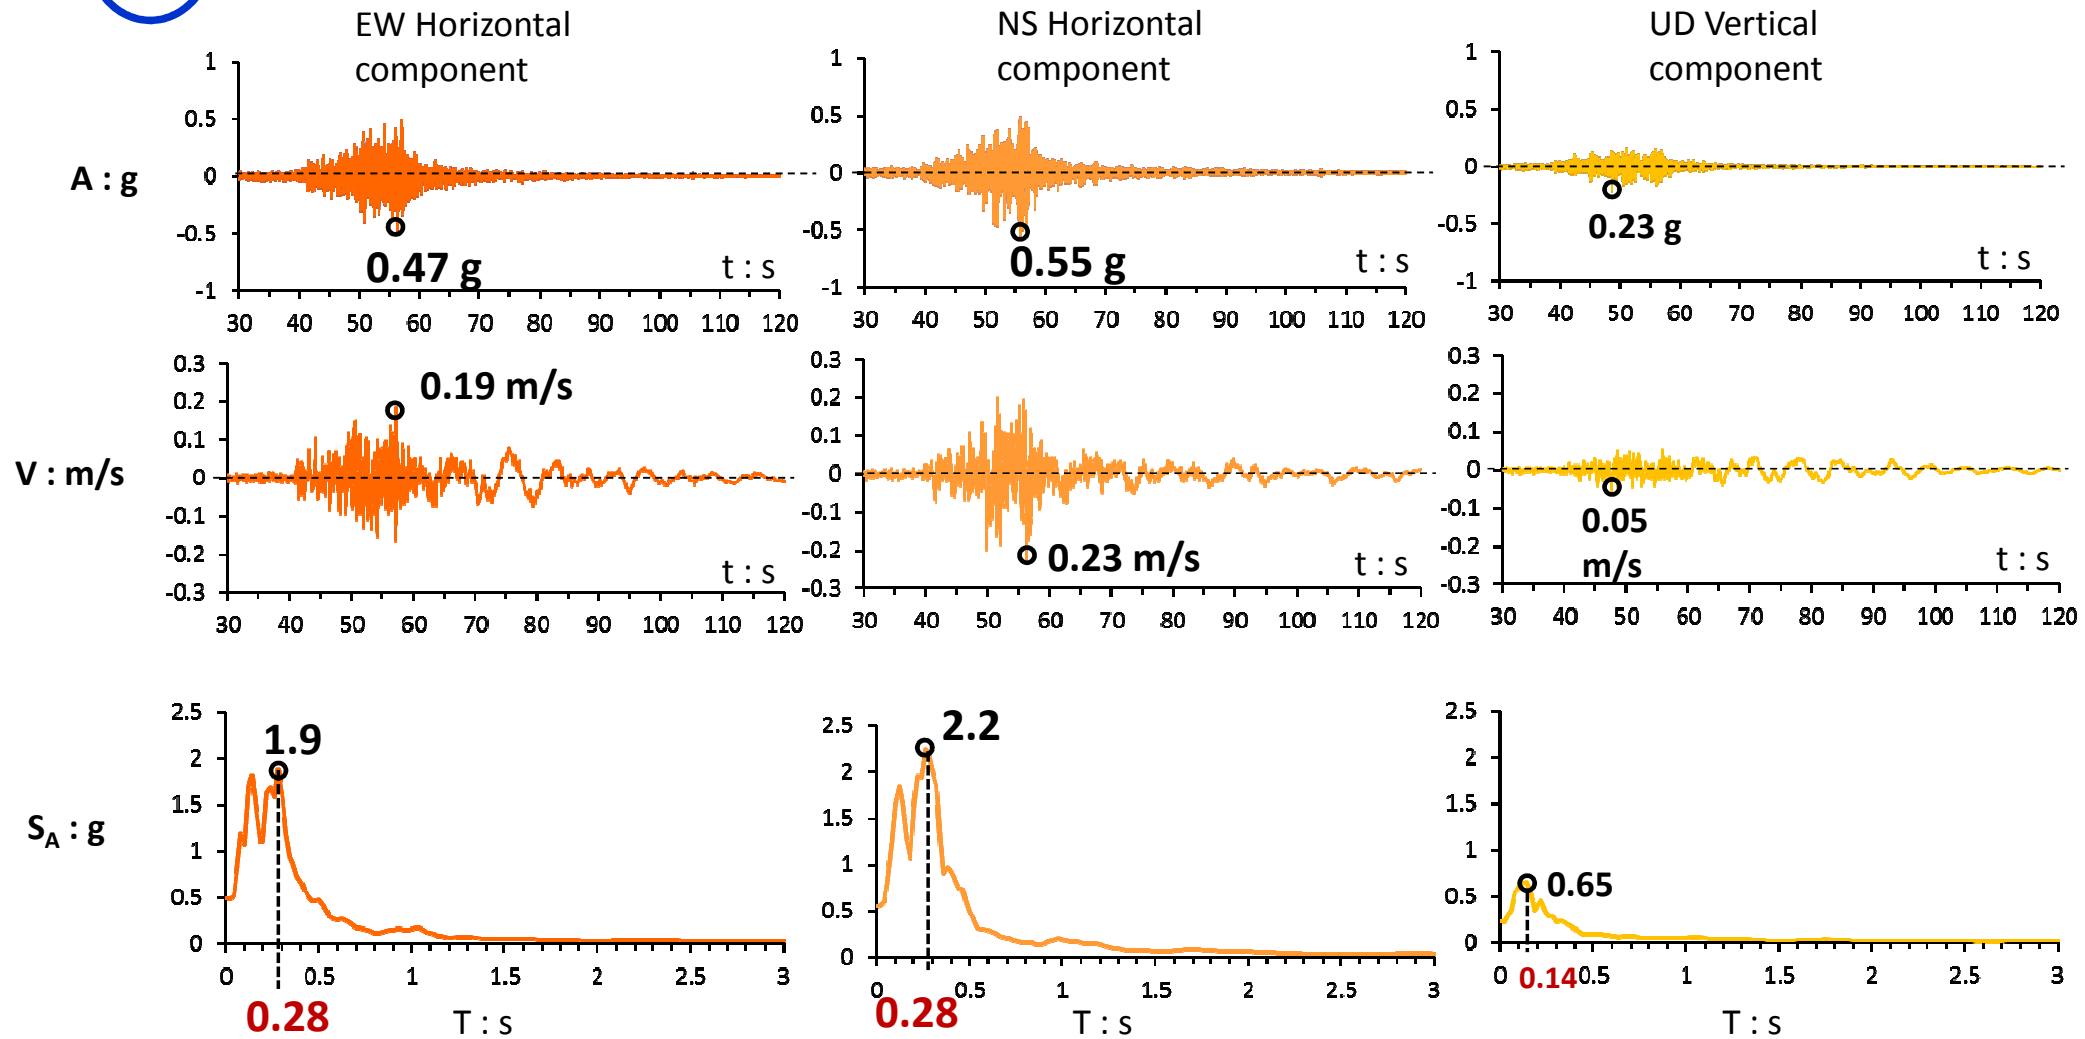 EW Horizontal
component
NS Horizontal
component
UD Vertical
component
A : g
1
0.5
0
-0.5
-1
0.47 g
t : s
30 40 50 60 70 80 90 100 110 120
1
0.5
0
-0.5
-1
0.55 g
t : s
30 40 50 60 70 80 90 100 110 120
1
0.5
0
-0.5
-1
0.23 g
t : s
30 40 50 60 70 80 90 100 110 120
V : m/s
0.3
0.2
0.1
0
-0.1
-0.2
-0.3
0.19 m/s
t : s
30 40 50 60 70 80 90 100 110 120
0.3
0.2
0.1
0
-0.1
-0.2
-0.3
0.23 m/s
t : s
30 40 50 60 70 80 90 100 110 120
0.3
0.2
0.1
0
-0.1
-0.2
-0.3
0.05
m/s
t : s
30 40 50 60 70 80 90 100 110 120
SA : g
2.5
2
1.5
1
0.5
0
1.9
0 0.5 1 1.5 2 2.5 3
0.28
T : s
2.5
2
1.5
1
0.5
0
2.2
0 0.5 1 1.5 2 2.5 3
0.28
T : s
2.5
2
1.5
1
0.5
0
0.65
0 0.14 0.5 1 1.5 2 2.5 3
T : s